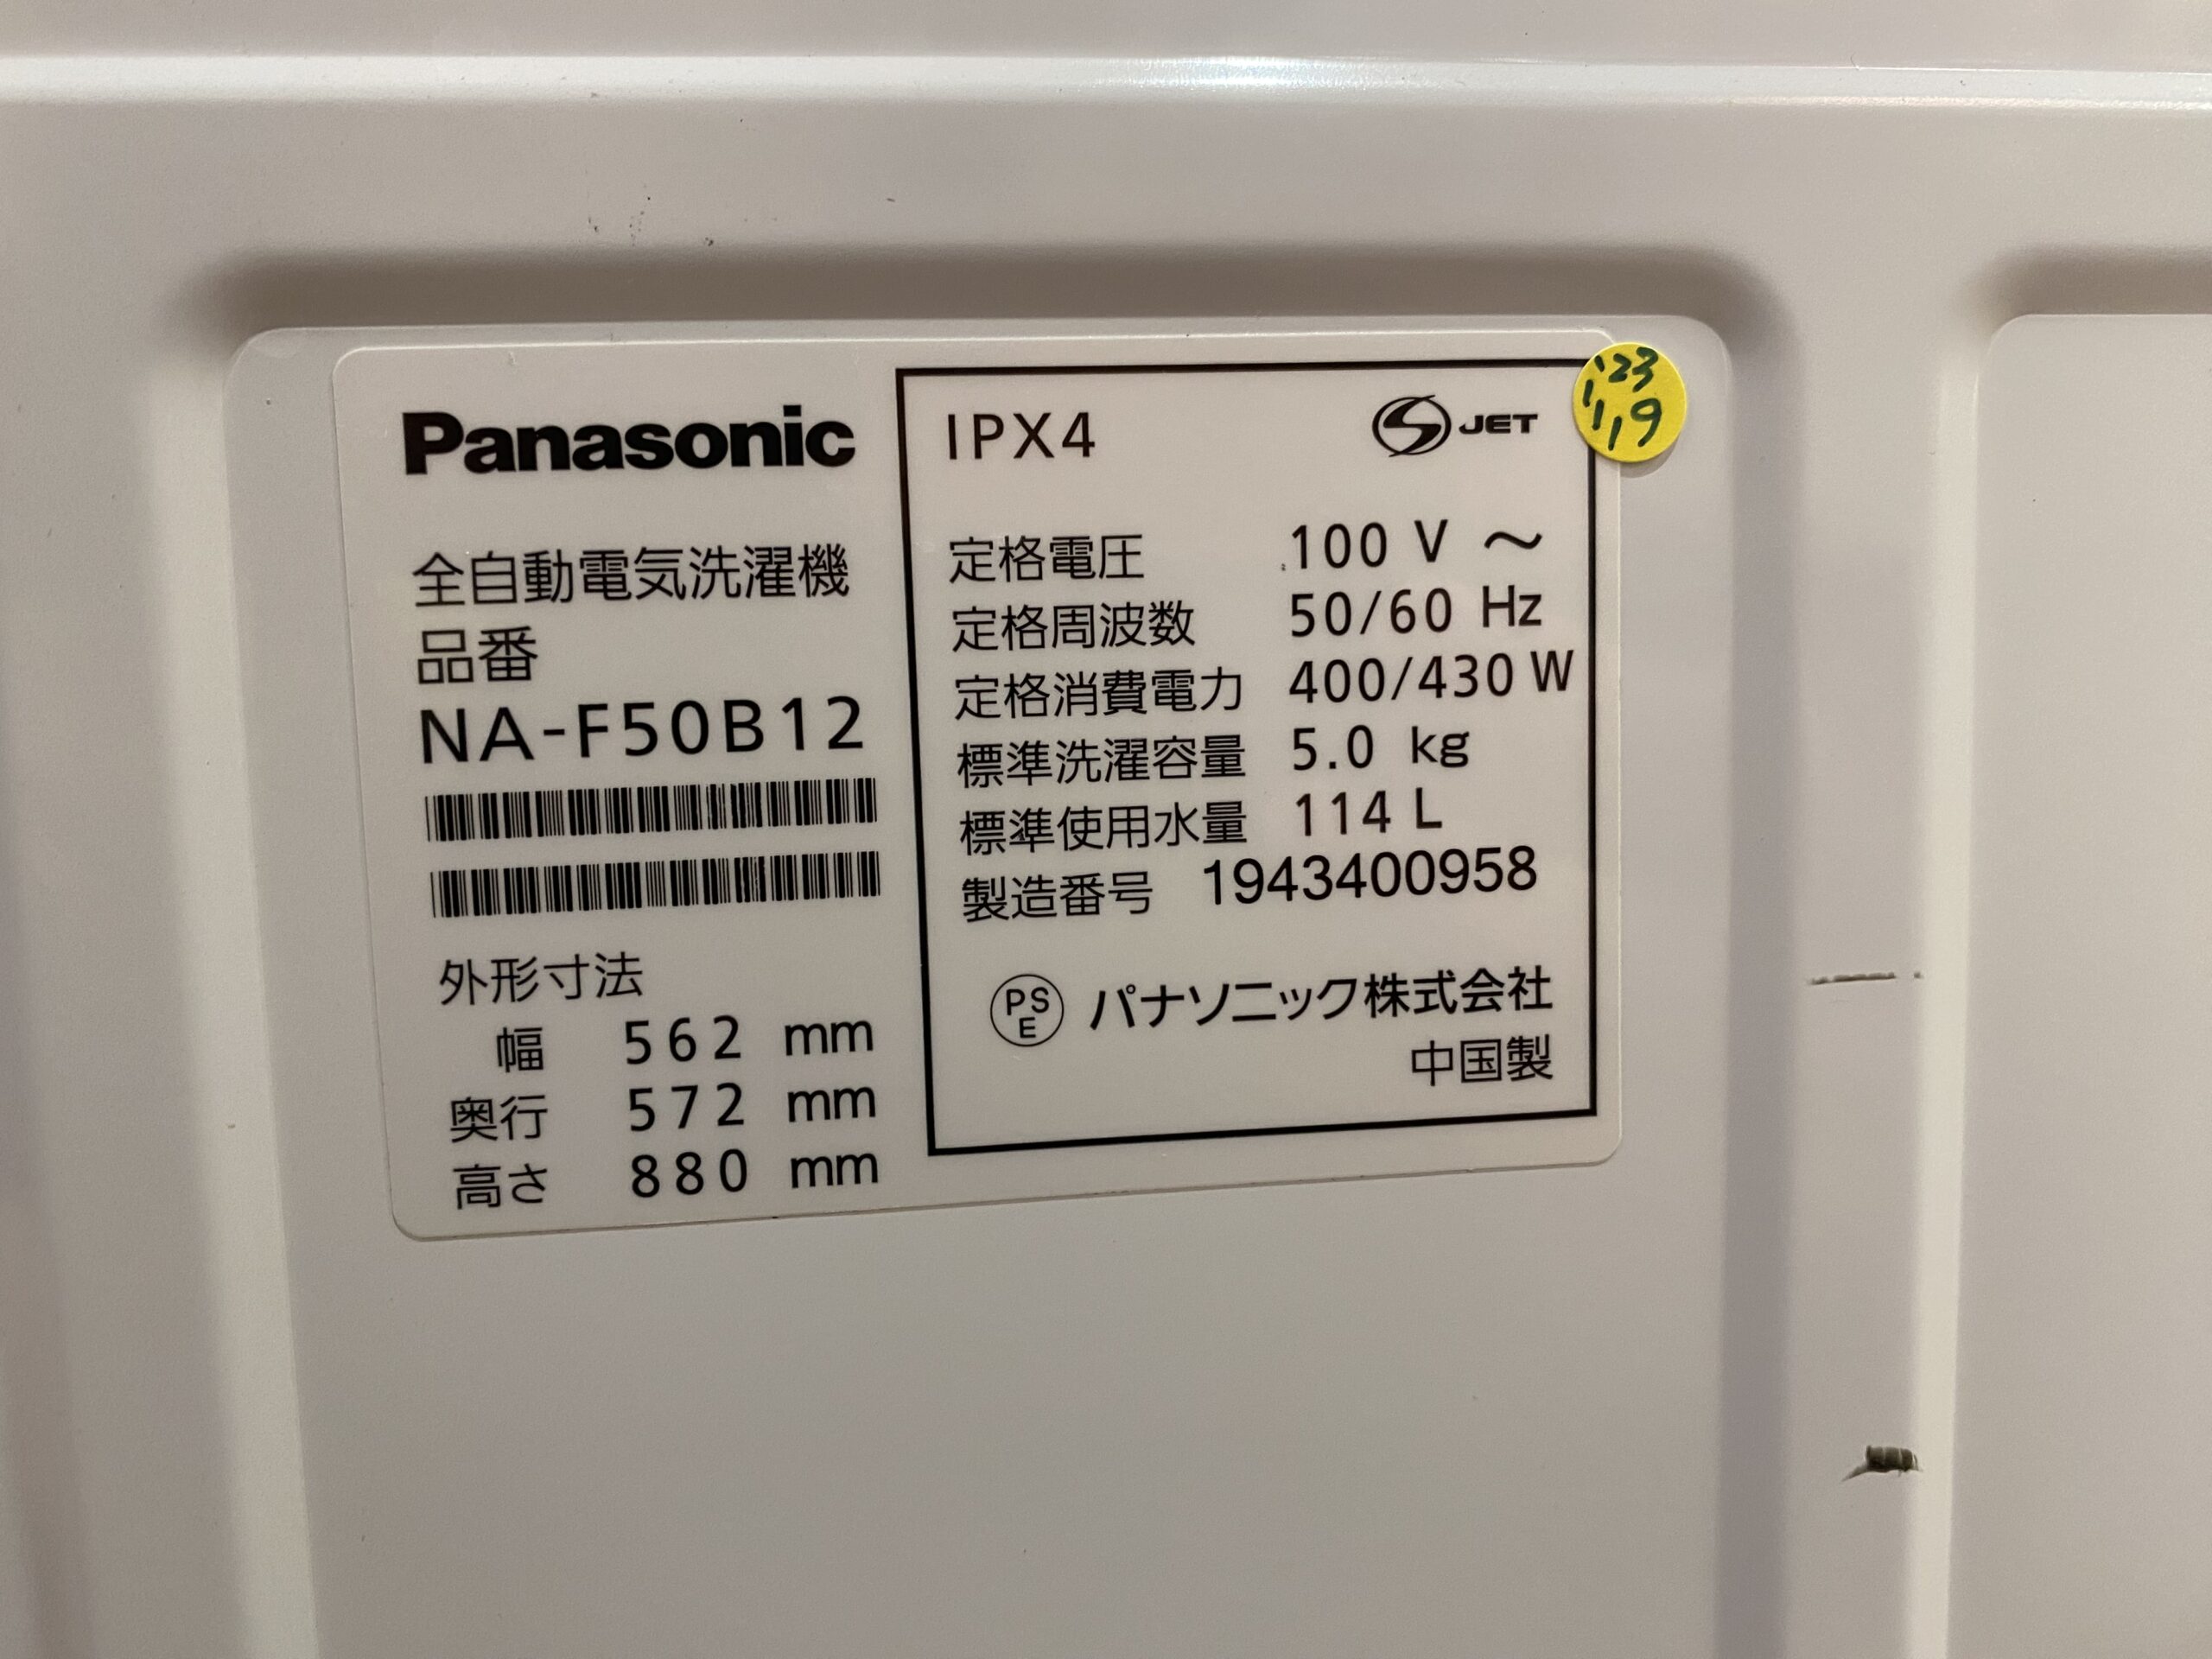 Panasonic
全自動電気洗濯機
品番
NA-F50B12
外形寸法
幅 562 mm
奥行 572 mm
高さ 880 mm
IPX4
S JET
定格電圧 100 V ～
定格周波数 50/60 Hz
定格消費電力 400/430 W
標準洗濯容量 5.0 kg
標準使用水量 114 L
製造番号 1943400958
PS
E
パナソニック株式会社
中国製
'23